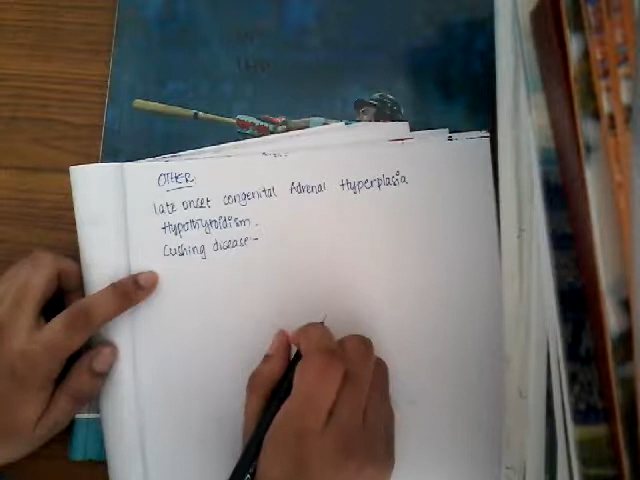 OTHER
late onset congenital Adrenal Hyperplasia
Hypothyroidism.
Cushing disease-